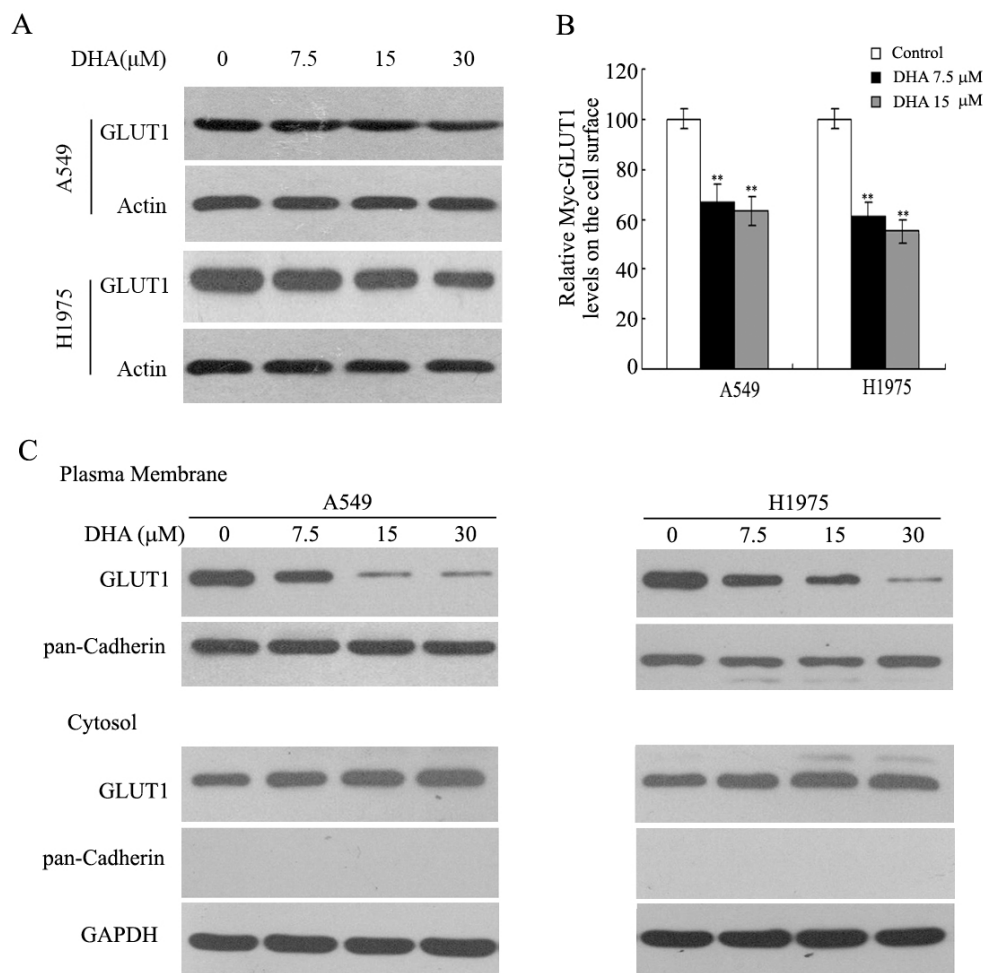 A
DHA(μM) 0 7.5 15 30
A549
GLUT1
Actin
H1975
GLUT1
Actin
B
Control
DHA 7.5 μM
DHA 15 μM
Relative Myc-GLUT1
levels on the cell surface
120
100
80
60
40
20
0
** ** ** **
A549 H1975
C
Plasma Membrane
A549 H1975
DHA (μM) 0 7.5 15 30 0 7.5 15 30
GLUT1
pan-Cadherin
Cytosol
GLUT1
pan-Cadherin
GAPDH